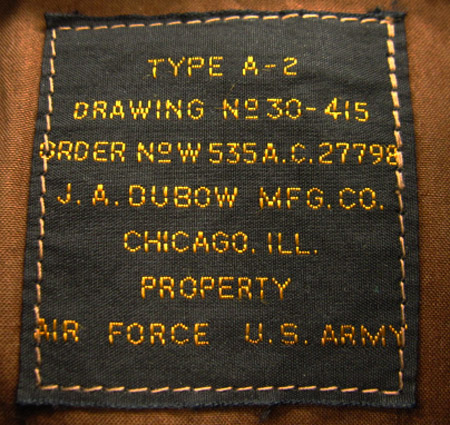 TYPE A-2
DRAWING Nº 30-415
ORDER Nº W 535 A.C. 27798
J. A. DUBOW MFG. CO.
CHICAGO, ILL.
PROPERTY
AIR FORCE U.S. ARMY